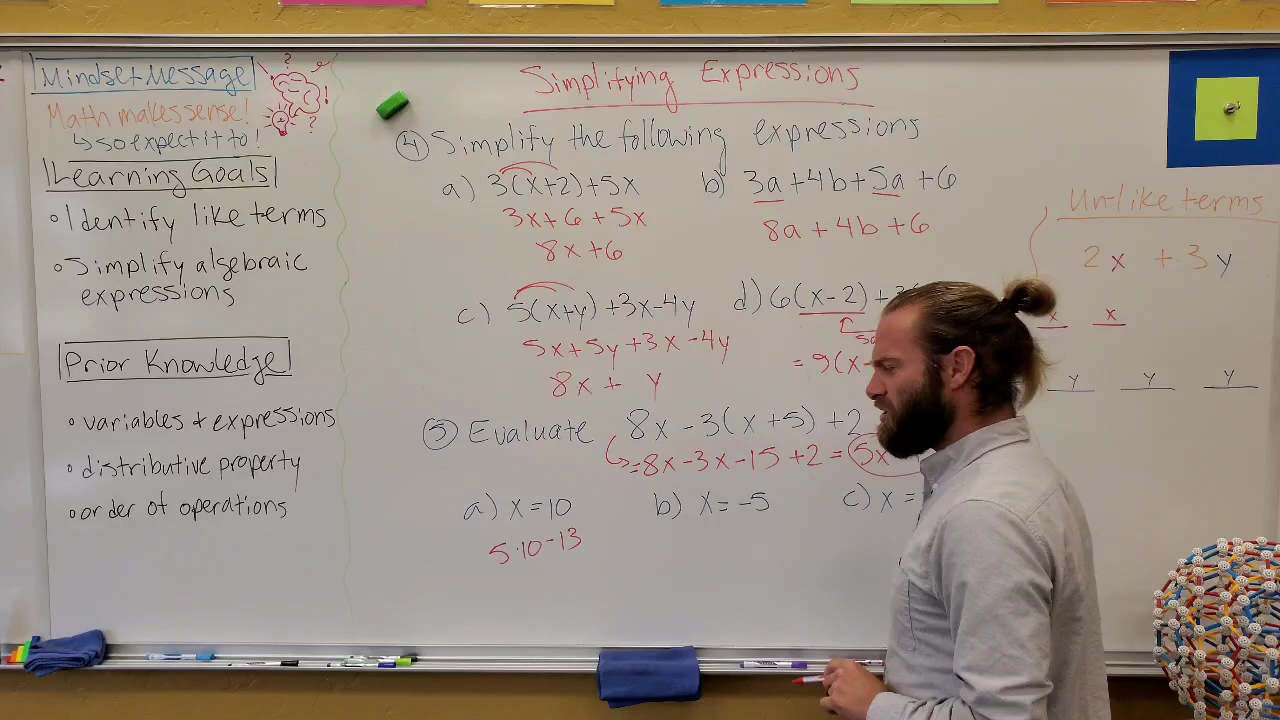 Mindset Message
Math makes sense!
↳so expect it to!
Learning Goals
• Identify like terms
• Simplify algebraic
expressions
Prior Knowledge
• variables + expressions
• distributive property
• order of operations
Simplifying Expressions
④ Simplify the following expressions
a) 3(x+2)+5x
3x+6+5x
8x+6
b) 3a+4b+5a+6
8a+4b+6
c) 5(x+y)+3x-4y
5x+5y+3x-4y
8x+ y
d) 6(x-2)+
= 9(x-
⑤ Evaluate 8x-3(x+5)+2
=8x-3x-15+2=5x
a) x=10
5·10-13
b) x=-5
c) x=
Un-like terms
2x +3y
x x
y y y
? ! ?